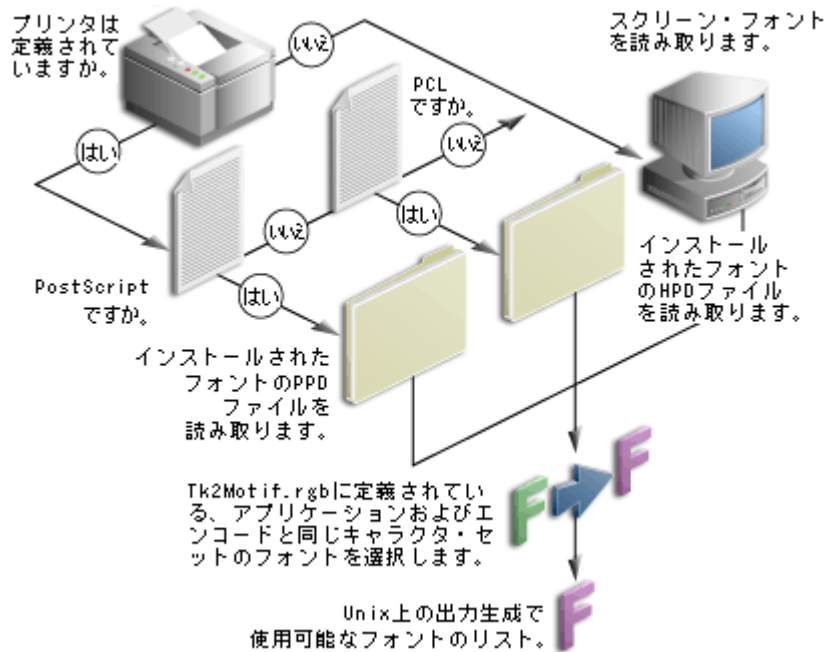 プリンタは
定義されて
いますか。
いいえ
スクリーン・フォント
を読み取ります。
PCL
ですか。
いいえ
はい
はい
いいえ
PostScript
ですか。
はい
インストール
されたフォント
のHPDファイル
を読み取ります。
インストールされた
フォントのPPD
ファイルを
読み取ります。
Tk2Motif.rgbに定義されてい
る、アプリケーションおよびエ
ンコードと同じキャラクタ・セ
ットのフォントを選択します。
F
F
Unix上の出力生成で
使用可能なフォントのリスト。
F